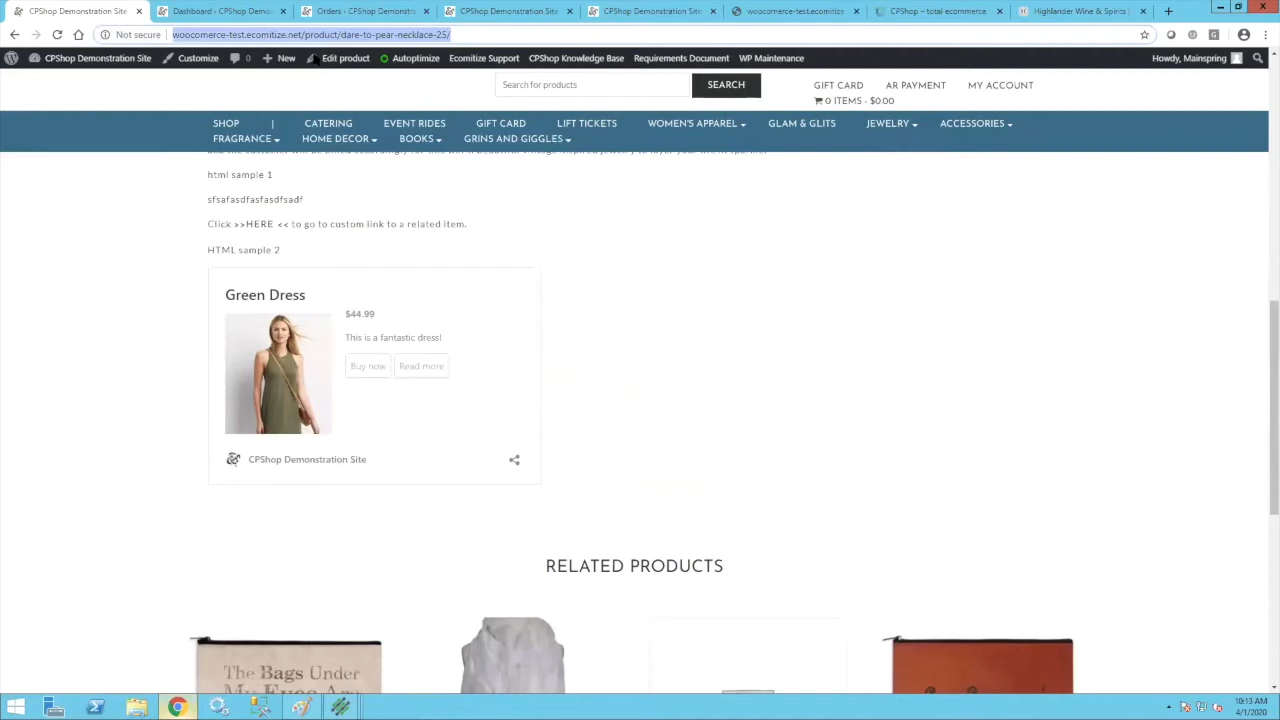 CPShop Demonstration Site
Dashboard ‹ CPShop Demo
Orders ‹ CPShop Demonstra
CPShop Demonstration Site
CPShop Demonstration Site
woocomerce-test.ecomitize
CPShop – total ecommerce
Highlander Wine & Spirits |
Not secure
woocomerce-test.ecomitize.net/product/dare-to-pear-necklace-25/
CPShop Demonstration Site
Customize
0
New
Edit product
Autoptimize
Ecomitize Support
CPShop Knowledge Base
Requirements Document
WP Maintenance
Howdy, Mainspring
Search for products
SEARCH
GIFT CARD
AR PAYMENT
MY ACCOUNT
0 ITEMS - $0.00
SHOP | CATERING EVENT RIDES GIFT CARD LIFT TICKETS WOMEN'S APPAREL GLAM & GLITS JEWELRY ACCESSORIES
FRAGRANCE HOME DECOR BOOKS GRINS AND GIGGLES
html sample 1
sfsafasdfasfasdfsadf
Click >>HERE << to go to custom link to a related item.
HTML sample 2
Green Dress
$44.99
This is a fantastic dress!
Buy now
Read more
CPShop Demonstration Site
RELATED PRODUCTS
The Bags Under
My Eyes Are
10:13 AM
4/1/2020